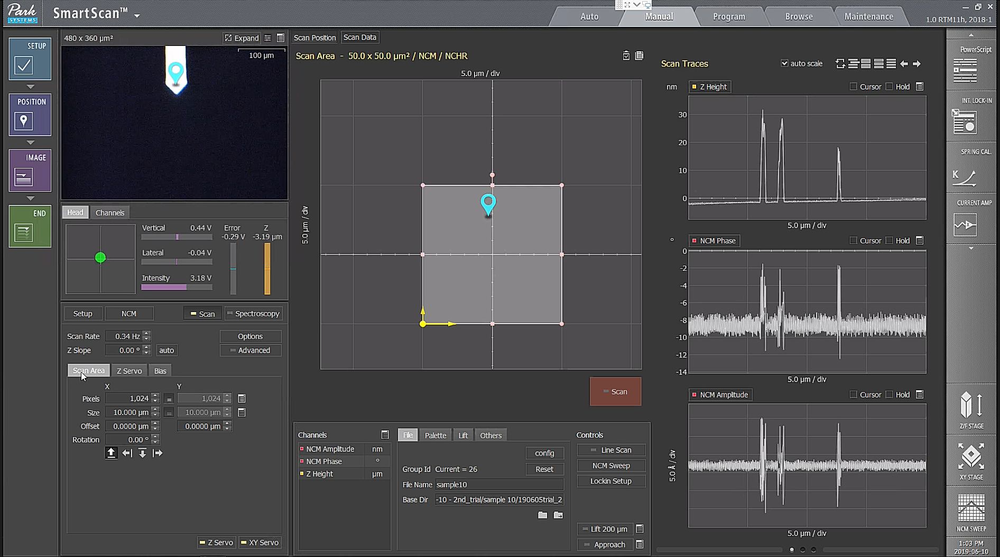 Park SYSTEMS
SmartScan™
Auto
Manual
Program
Browse
Maintenance
1.0 RTM11h, 2018-1
SETUP
POSITION
IMAGE
END
480 x 360 µm²
Expand
100 µm
Head
Channels
Vertical 0.44 V
Lateral -0.04 V
Intensity 3.18 V
Error
-0.29 V
Z
-3.19 µm
Setup
NCM
Scan
Spectroscopy
Scan Rate 0.34 Hz
Options
Z Slope 0.00 ° auto
Advanced
Scan Area
Z Servo
Bias
X Y
Pixels 1,024 = 1,024
Size 10.000 µm = 10.000 µm
Offset 0.0000 µm 0.0000 µm
Rotation 0.00 °
Z Servo
XY Servo
Scan Position
Scan Data
Scan Area - 50.0 x 50.0 µm² / NCM / NCHR
5.0 µm / div
5.0 µm / div
Scan
Channels
NCM Amplitude nm
NCM Phase °
Z Height µm
File
Palette
Lift
Others
config
Group Id Current = 26
Reset
File Name sample10
Base Dir -10 - 2nd_trial/sample 10/190605trial_2
Controls
Line Scan
NCM Sweep
Lockin Setup
Lift 200 µm
Approach
Scan Traces
auto scale
nm
Z Height
Cursor
Hold
30
20
10
0
5.0 µm / div
°
NCM Phase
Cursor
Hold
0
-2
-4
-6
-8
-10
-12
-14
5.0 µm / div
NCM Amplitude
Cursor
Hold
5.0 Å / div
5.0 µm / div
PowerScript
INT. LOCK-IN
SPRING CAL.
K
CURRENT AMP
Z/F STAGE
XY STAGE
NCM SWEEP
1:03 PM
2019-06-10